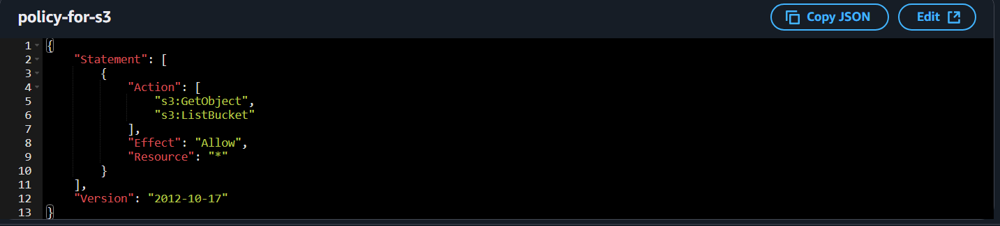 policy-for-s3
Copy JSON
Edit
1 {
2     "Statement": [
3         {
4             "Action": [
5                 "s3:GetObject",
6                 "s3:ListBucket"
7             ],
8             "Effect": "Allow",
9             "Resource": "*"
10         }
11     ],
12     "Version": "2012-10-17"
13 }